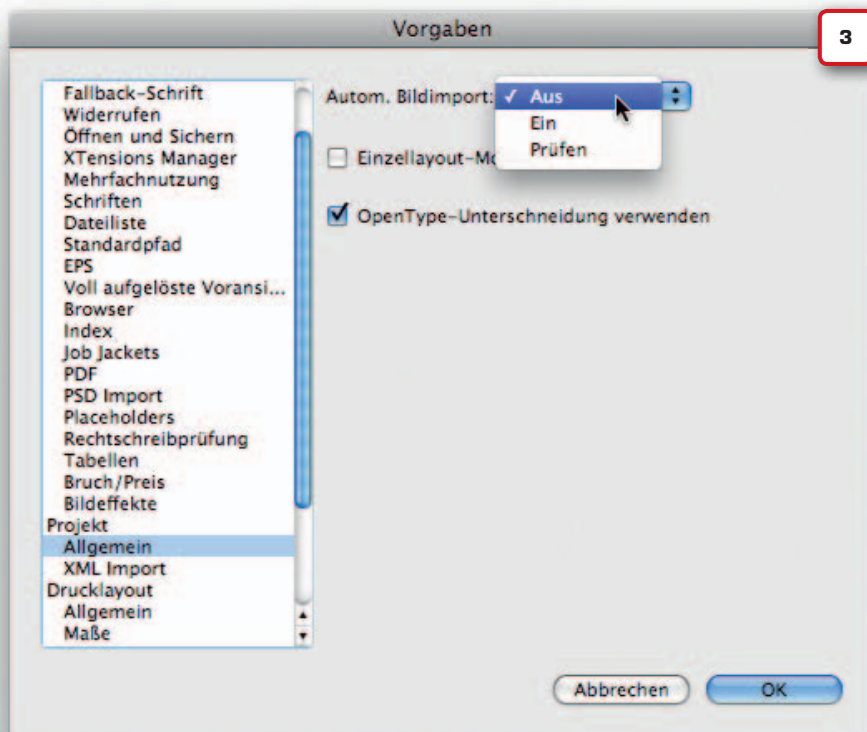 Vorgaben
3
Fallback-Schrift
Widerrufen
Öffnen und Sichern
XTensions Manager
Mehrfachnutzung
Schriften
Dateiliste
Standardpfad
EPS
Voll aufgelöste Voransi...
Browser
Index
Job Jackets
PDF
PSD Import
Placeholders
Rechtschreibprüfung
Tabellen
Bruch/Preis
Bildeffekte
Projekt
Allgemein
XML Import
Drucklayout
Allgemein
Maße
Autom. Bildimport:
✓ Aus
Ein
Prüfen
Einzellayout-Mo
OpenType-Unterschneidung verwenden
Abbrechen
OK